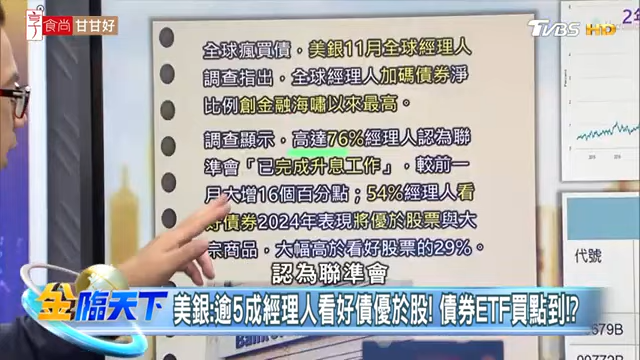 享食尚 甘甘好
TVBS HD
2年
全球瘋買債，美銀11月全球經理人
調查指出，全球經理人加碼債券淨
比例創金融海嘯以來最高。
調查顯示，高達76%經理人認為聯
準會「已完成升息工作」，較前一
月大增16個百分點；54%經理人看
好債券2024年表現將優於股票與大
宗商品，大幅高於看好股票的29%。
代號
認為聯準會
金臨天下
美銀:逾5成經理人看好債優於股! 債券ETF買點到!?
679B
00772B